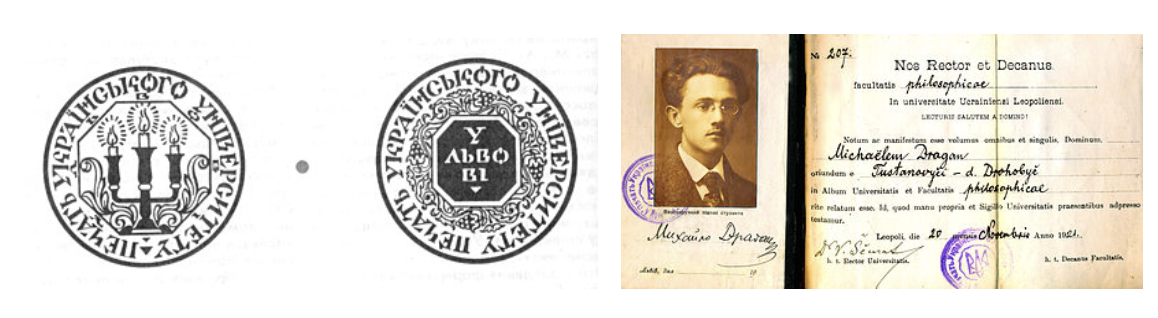 ПЕЧАТЬ УКРАЇНСЬКОГО УНІВЕРСИТЕТУ
ПЕЧАТЬ УКРАЇНСЬКОГО УНІВЕРСИТЕТУ
У
ЛЬВО
ВІ
Михайло Драган
Львів, дня 19
№ 207.
Nos Rector et Decanus
facultatis philosophicae
In universitate Ucrainiensi Leopoliensi.
LECTURIS SALUTEM A DOMINO!
Notum ac manifestum esse volumus omnibus et singulis, Dominum
Michaëlem Dragan
oriundum e Tustanovyči – d. Drohobyč
in Album Universitatis et Facultatis philosophicae
rite relatum esse. Id, quod manu propria et Sigillo Universitatis praesentibus adpresso
testamur.
Leopoli, die 20 mensis Novembris Anno 1921.
h. t. Rector Universitatis.
h. t. Decanus Facultatis.